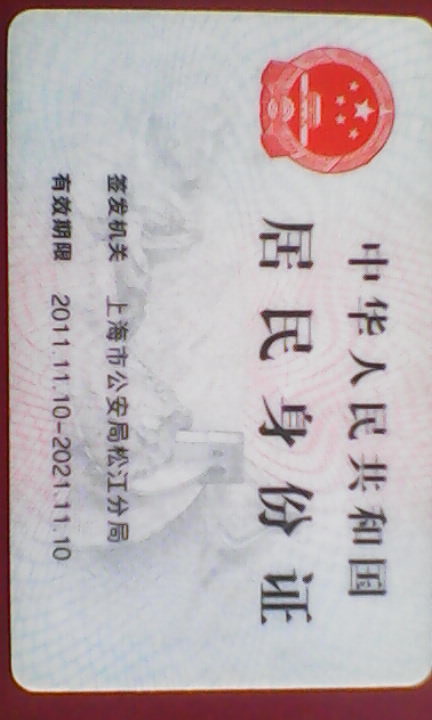 中华人民共和国
居民身份证
签发机关 上海市公安局松江分局
有效期限 2011.11.10-2021.11.10